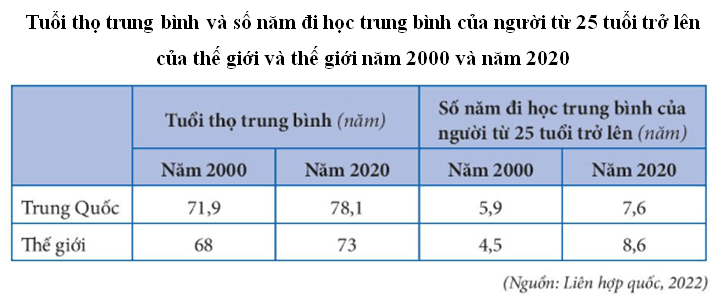 Tuổi thọ trung bình và số năm đi học trung bình của người từ 25 tuổi trở lên
của thế giới và thế giới năm 2000 và năm 2020
Tuổi thọ trung bình (năm) Số năm đi học trung bình của
người từ 25 tuổi trở lên (năm)
Năm 2000 Năm 2020 Năm 2000 Năm 2020
Trung Quốc 71,9 78,1 5,9 7,6
Thế giới 68 73 4,5 8,6
(Nguồn: Liên hợp quốc, 2022)